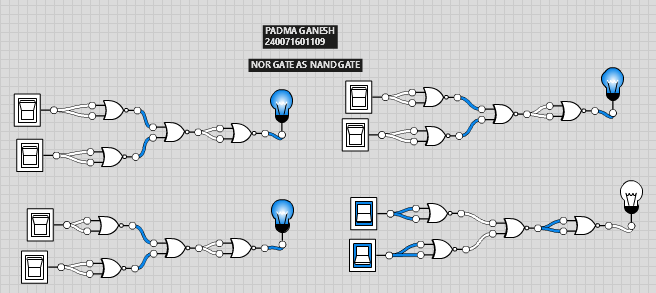 PADMA GANESH
240071601109
NOR GATE AS NAND GATE